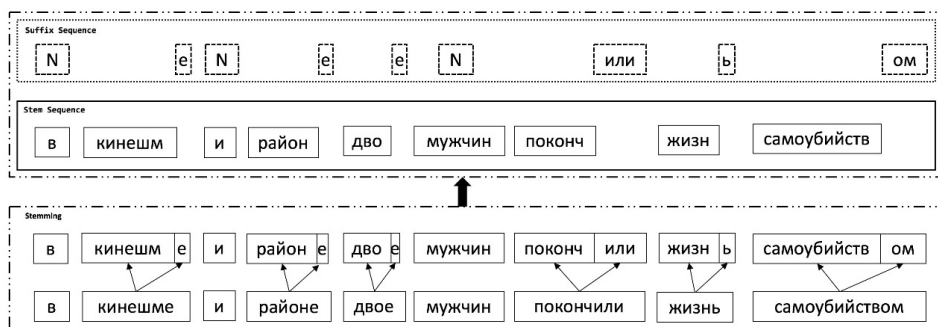 Suffix Sequence
N е N е е N или ь ом
Stem Sequence
в кинешм и район дво мужчин поконч жизн самоубийств
Stemming
в кинешм е и район е дво е мужчин поконч или жизн ь самоубийств ом
в кинешме и районе двое мужчин покончили жизнь самоубийством